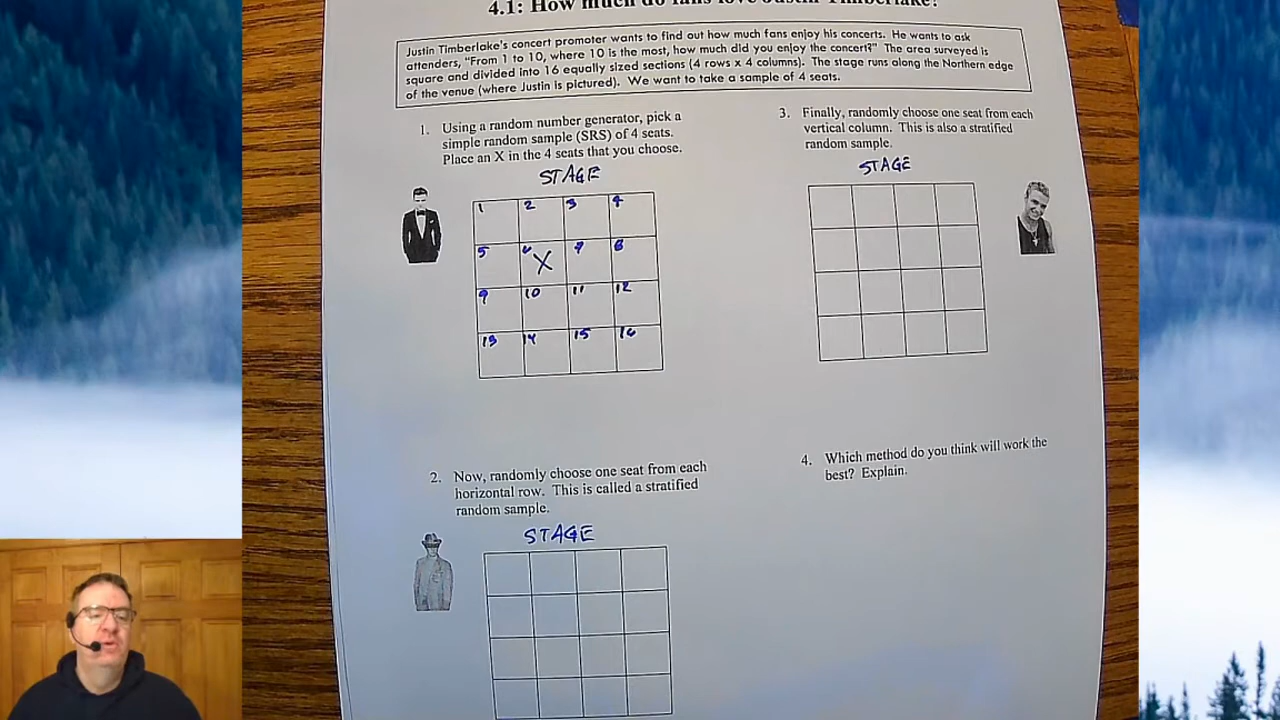 4.1: How much do fans love Justin Timberlake?
Justin Timberlake's concert promoter wants to find out how much fans enjoy his concerts. He wants to ask
attenders, "From 1 to 10, where 10 is the most, how much did you enjoy the concert?" The area surveyed is
square and divided into 16 equally sized sections (4 rows x 4 columns). The stage runs along the Northern edge
of the venue (where Justin is pictured). We want to take a sample of 4 seats.
1. Using a random number generator, pick a
simple random sample (SRS) of 4 seats.
Place an X in the 4 seats that you choose.
STAGE
1 2 3 4
5 6 X 7 8
9 10 11 12
13 14 15 16
2. Now, randomly choose one seat from each
horizontal row. This is called a stratified
random sample.
STAGE
3. Finally, randomly choose one seat from each
vertical column. This is also a stratified
random sample.
STAGE
4. Which method do you think will work the
best? Explain.